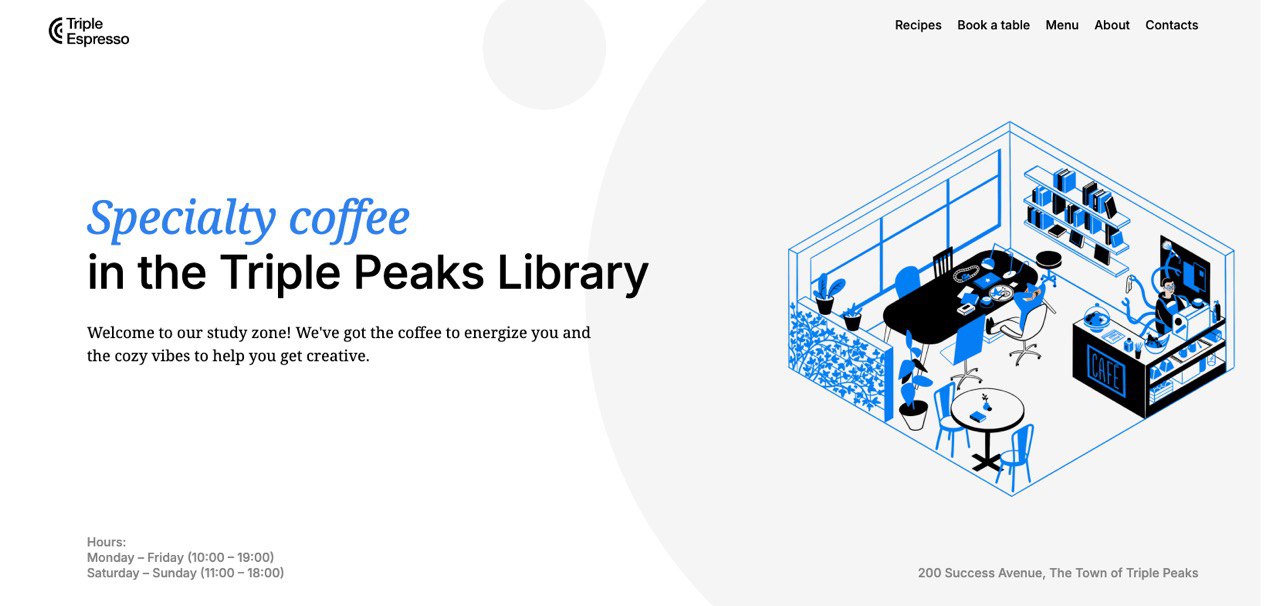 Triple
Espresso
Recipes Book a table Menu About Contacts
Specialty coffee
in the Triple Peaks Library
Welcome to our study zone! We've got the coffee to energize you and
the cozy vibes to help you get creative.
CAFE
Hours:
Monday – Friday (10:00 – 19:00)
Saturday – Sunday (11:00 – 18:00)
200 Success Avenue, The Town of Triple Peaks